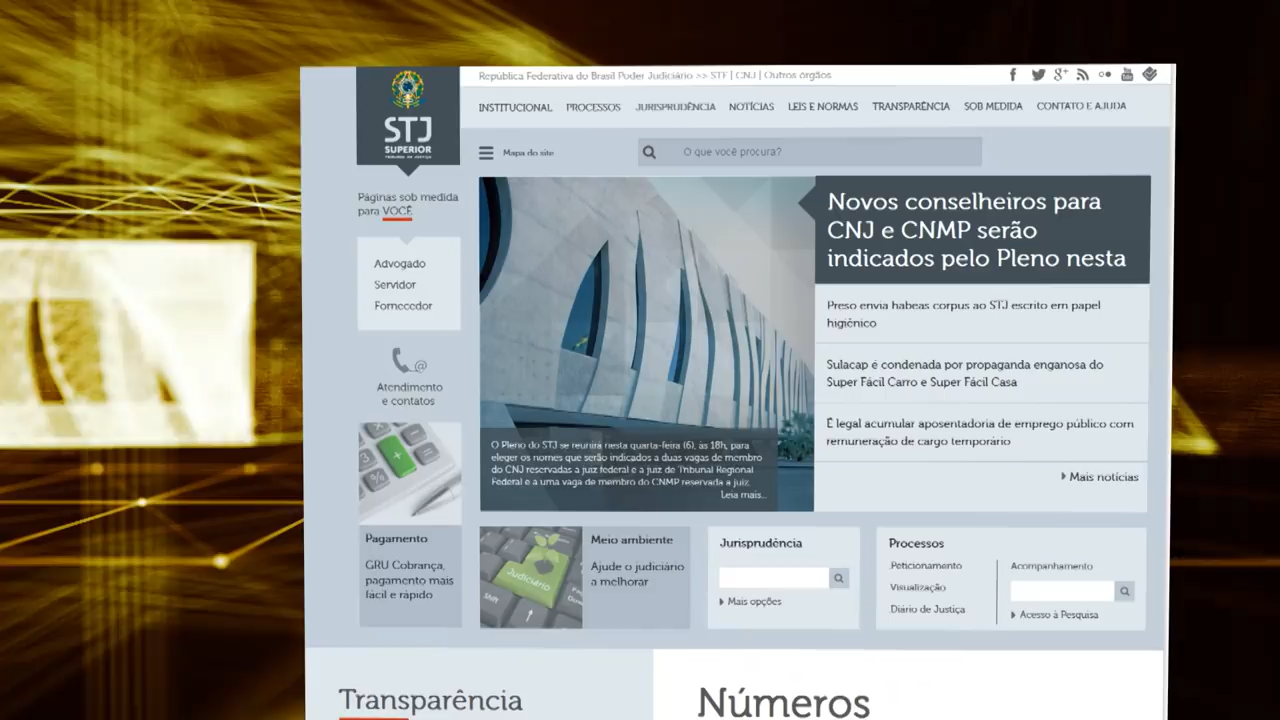 República Federativa do Brasil Poder Judiciário >> STF | CNJ | Outros órgãos
STJ
SUPERIOR
TRIBUNAL DA JUSTIÇA
INSTITUCIONAL PROCESSOS JURISPRUDÊNCIA NOTÍCIAS LEIS E NORMAS TRANSPARÊNCIA SOB MEDIDA CONTATO E AJUDA
Mapa do site
O que você procura?
Páginas sob medida
para VOCÊ
Advogado
Servidor
Fornecedor
Atendimento
e contatos
Novos conselheiros para
CNJ e CNMP serão
indicados pelo Pleno nesta
Preso envia habeas corpus ao STJ escrito em papel
higiênico
Sulacap é condenada por propaganda enganosa do
Super Fácil Carro e Super Fácil Casa
É legal acumular aposentadoria de emprego público com
remuneração de cargo temporário
Mais notícias
O Pleno do STJ se reunirá nesta quarta-feira (6), às 18h, para
eleger os nomes que serão indicados a duas vagas de membro
do CNJ reservadas a juiz federal e a juiz de Tribunal Regional
Federal e a uma vaga de membro do CNMP reservada a juiz.
Leia mais...
Pagamento
GRU Cobrança,
pagamento mais
fácil e rápido
Judiciário
Shift
Meio ambiente
Ajude o judiciário
a melhorar
Jurisprudência
Mais opções
Processos
Peticionamento
Visualização
Diário de Justiça
Acompanhamento
Acesso à Pesquisa
Transparência
Números